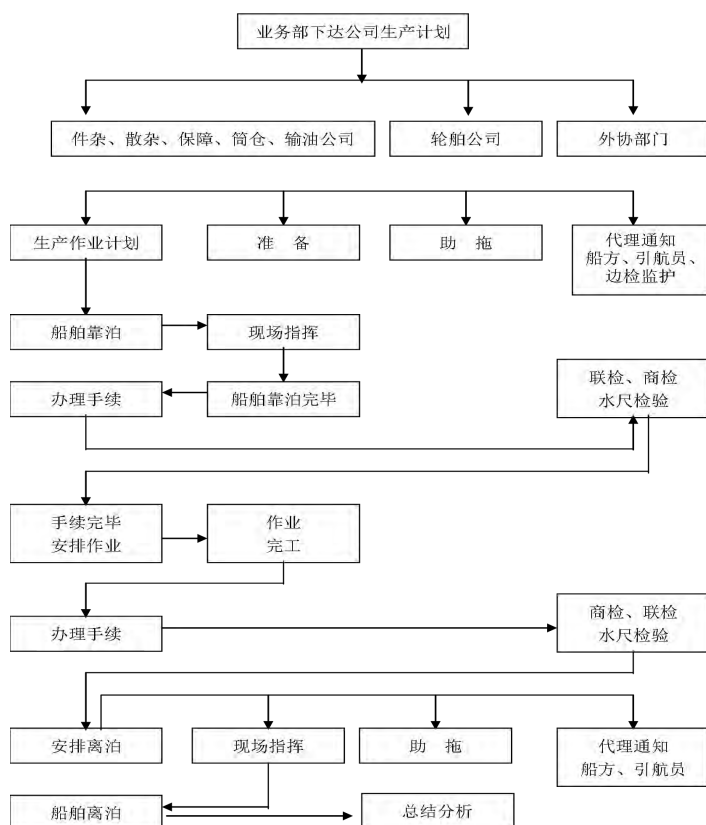 业务部下达公司生产计划
件杂、散杂、保障、筒仓、输油公司
轮舶公司
外协部门
生产作业计划
准 备
助 拖
代理通知
船方、引航员、
边检监护
船舶靠泊
现场指挥
办理手续
船舶靠泊完毕
联检、商检
水尺检验
手续完毕
安排作业
作业
完工
办理手续
商检、联检
水尺检验
安排离泊
现场指挥
助 拖
代理通知
船方、引航员
船舶离泊
总结分析